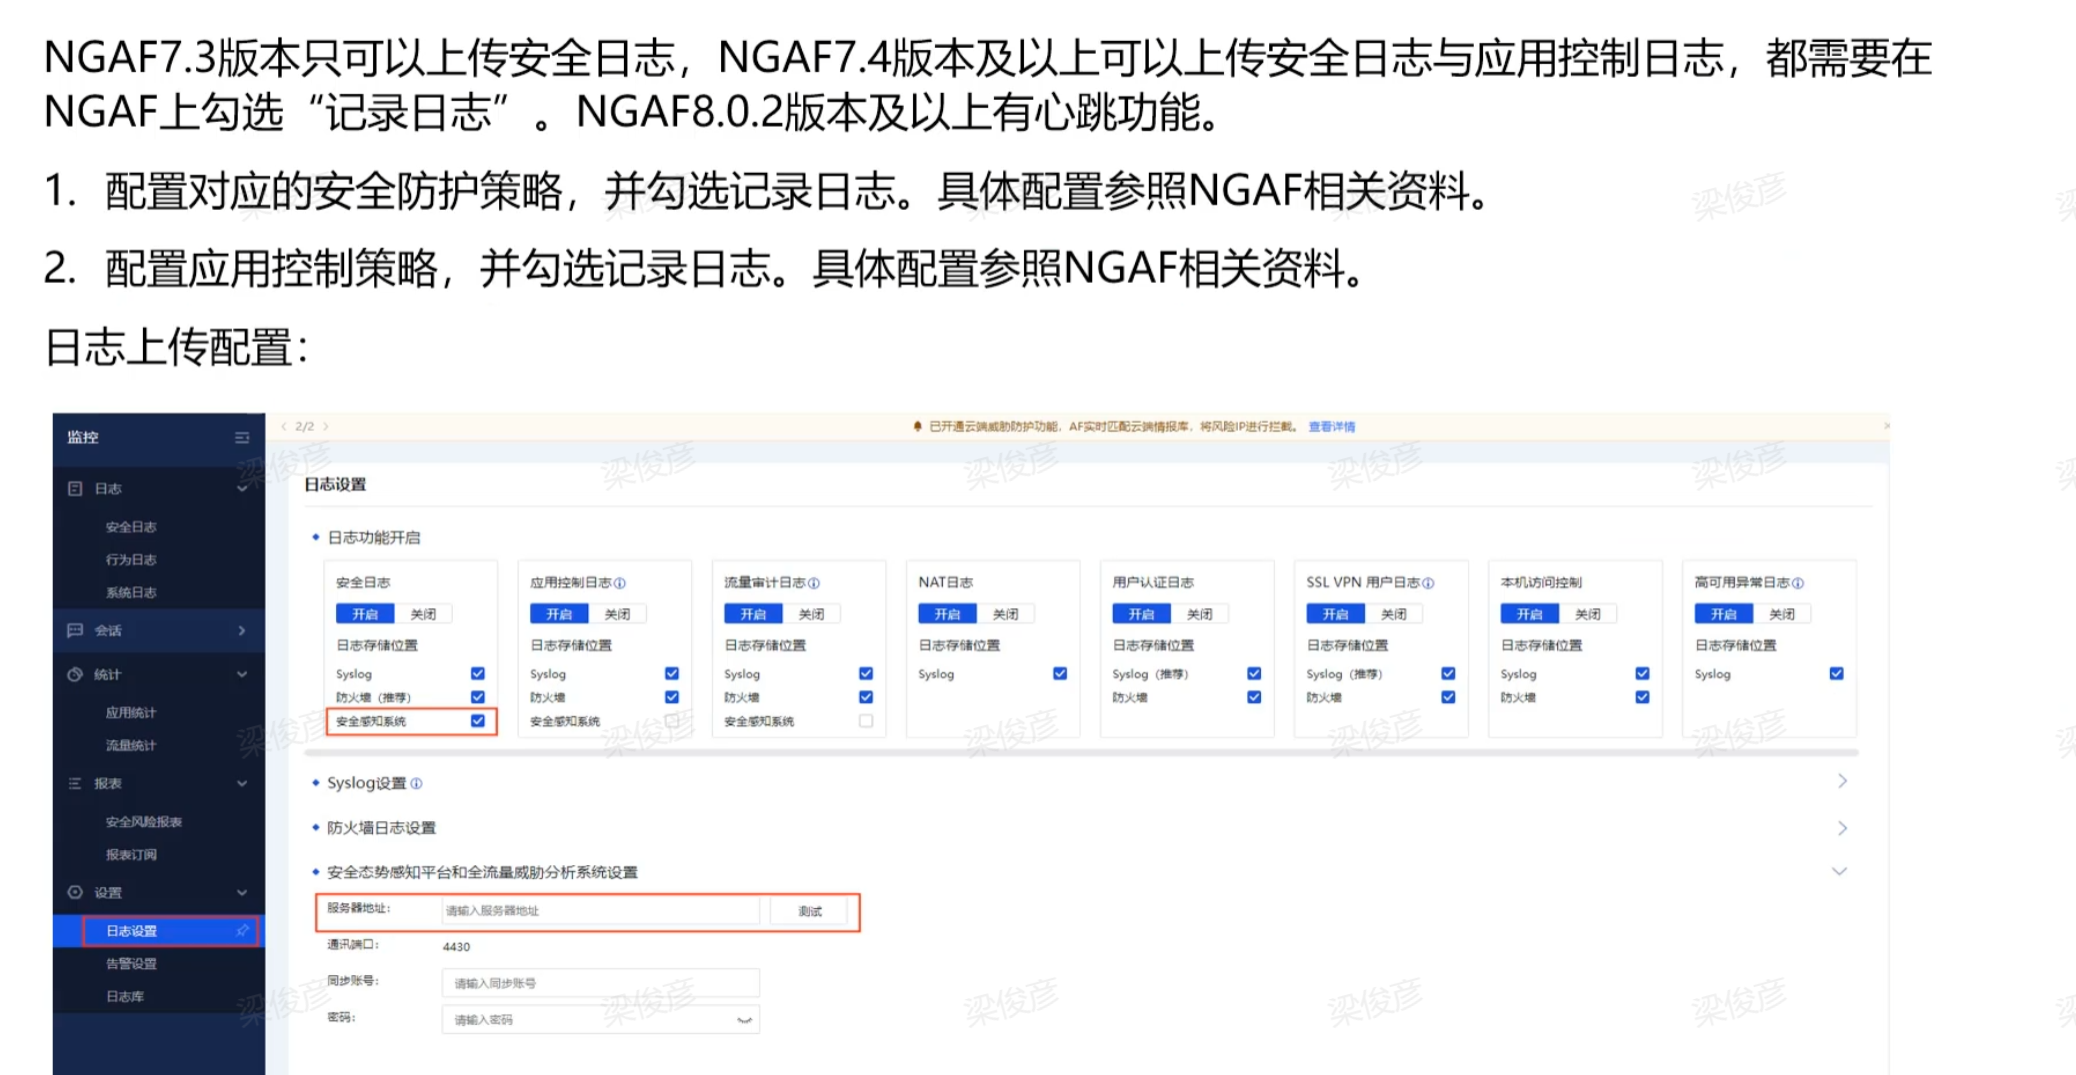 NGAF7.3版本只可以上传安全日志，NGAF7.4版本及以上可以上传安全日志与应用控制日志，都需要在
NGAF上勾选“记录日志”。NGAF8.0.2版本及以上有心跳功能。
1. 配置对应的安全防护策略，并勾选记录日志。具体配置参照NGAF相关资料。
2. 配置应用控制策略，并勾选记录日志。具体配置参照NGAF相关资料。
日志上传配置：
监控
2/2
已开通云端威胁防护功能，AF实时匹配云端情报库，将风险IP进行拦截。 查看详情
日志
安全日志
行为日志
系统日志
会话
统计
应用统计
流量统计
报表
安全风险报表
报表订阅
设置
日志设置
告警设置
日志库
日志设置
日志功能开启
安全日志 应用控制日志 流量审计日志 NAT日志 用户认证日志 SSL VPN 用户日志 本机访问控制 高可用异常日志
开启 关闭 开启 关闭 开启 关闭 开启 关闭 开启 关闭 开启 关闭 开启 关闭 开启 关闭
日志存储位置 日志存储位置 日志存储位置 日志存储位置 日志存储位置 日志存储位置 日志存储位置 日志存储位置
Syslog Syslog Syslog Syslog Syslog（推荐） Syslog（推荐） Syslog Syslog
防火墙（推荐） 防火墙 防火墙 防火墙 防火墙 防火墙
安全感知系统 安全感知系统 安全感知系统
Syslog设置
防火墙日志设置
安全态势感知平台和全流量威胁分析系统设置
服务器地址： 请输入服务器地址 测试
通讯端口： 4430
同步账号： 请输入同步账号
密码： 请输入密码
梁俊彦